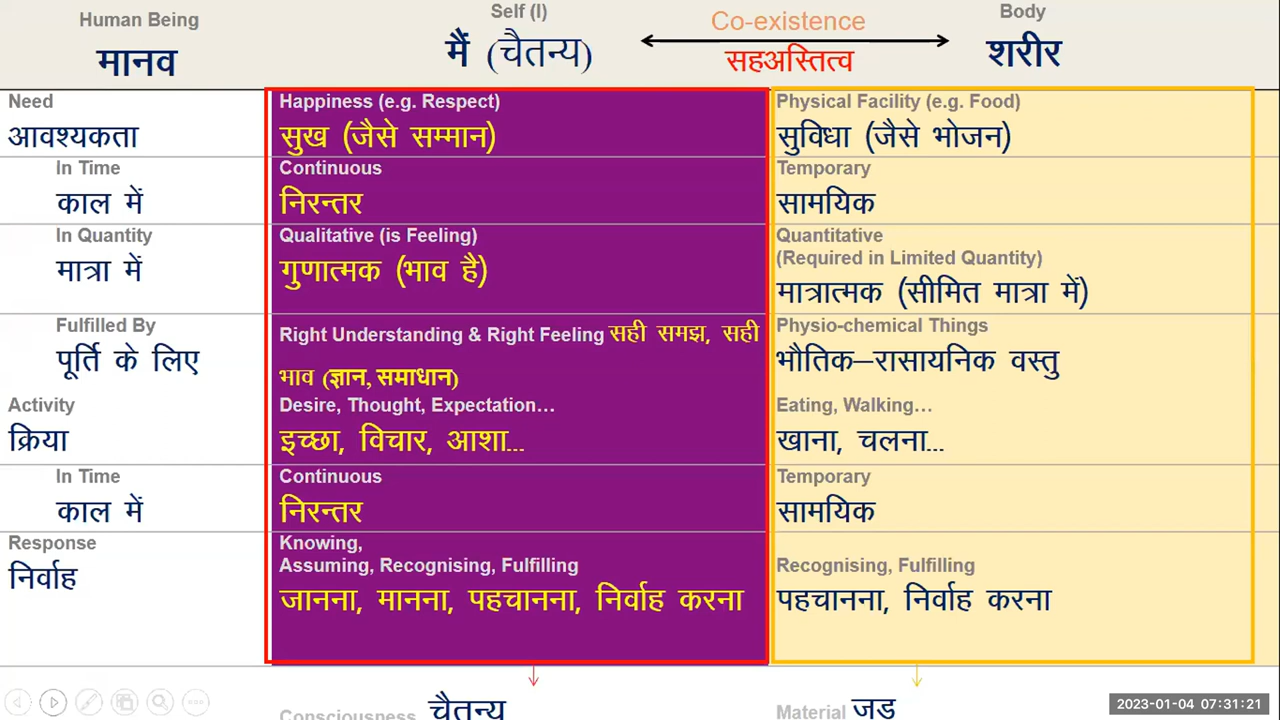 Human Being
Self (I)
Co-existence
Body
मानव
मैं (चैतन्य)
सहअस्तित्व
शरीर
Need
Happiness (e.g. Respect)
Physical Facility (e.g. Food)
आवश्यकता
सुख (जैसे सम्मान)
सुविधा (जैसे भोजन)
In Time
Continuous
Temporary
काल में
निरन्तर
सामयिक
In Quantity
Qualitative (is Feeling)
Quantitative
(Required in Limited Quantity)
मात्रा में
गुणात्मक (भाव है)
मात्रात्मक (सीमित मात्रा में)
Fulfilled By
Right Understanding & Right Feeling सही समझ, सही
भाव (ज्ञान, समाधान)
Physio-chemical Things
पूर्ति के लिए
भौतिक–रासायनिक वस्तु
Activity
Desire, Thought, Expectation…
Eating, Walking…
क्रिया
इच्छा, विचार, आशा...
खाना, चलना...
In Time
Continuous
Temporary
काल में
निरन्तर
सामयिक
Response
Knowing,
Assuming, Recognising, Fulfilling
Recognising, Fulfilling
निर्वाह
जानना, मानना, पहचानना, निर्वाह करना
पहचानना, निर्वाह करना
Consciousness चैतन्य
Material जड
2023-01-04 07:31:21